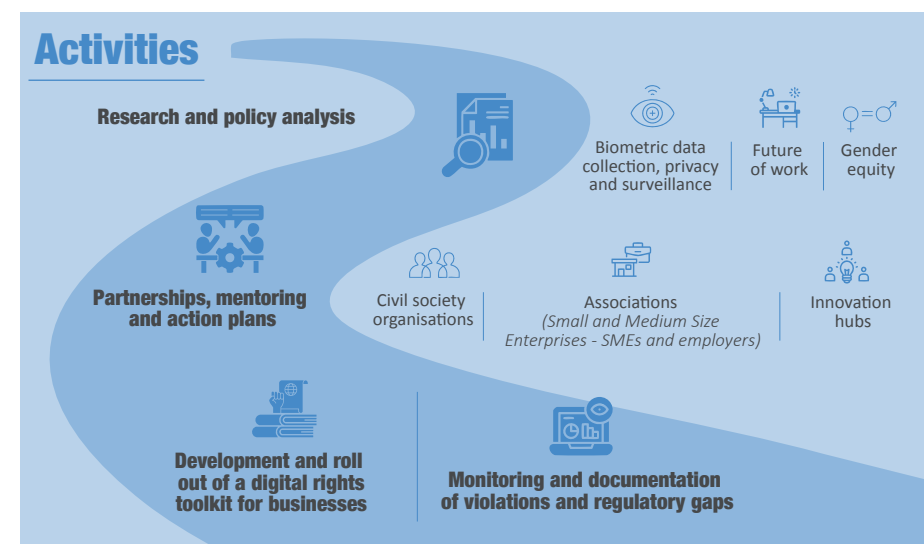 Activities
Research and policy analysis
Biometric data
collection, privacy
and surveillance
Future
of work
Gender
equity
Partnerships, mentoring
and action plans
Civil society
organisations
Associations
(Small and Medium Size
Enterprises - SMEs and employers)
Innovation
hubs
Development and roll
out of a digital rights
toolkit for businesses
Monitoring and documentation
of violations and regulatory gaps